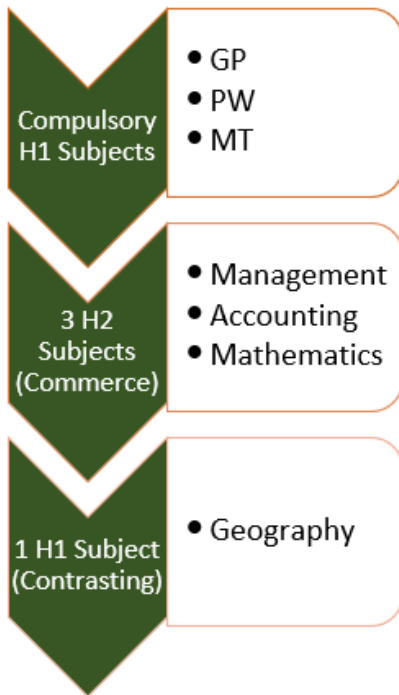 Compulsory
H1 Subjects
• GP
• PW
• MT
3 H2
Subjects
(Commerce)
• Management
• Accounting
• Mathematics
1 H1 Subject
(Contrasting)
• Geography